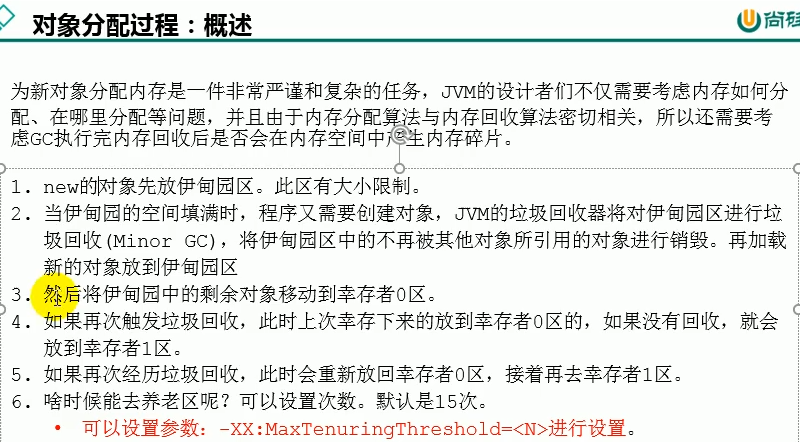 对象分配过程：概述
尚硅
为新对象分配内存是一件非常严谨和复杂的任务，JVM的设计者们不仅需要考虑内存如何分
配、在哪里分配等问题，并且由于内存分配算法与内存回收算法密切相关，所以还需要考
虑GC执行完内存回收后是否会在内存空间中产生内存碎片。
1．new的对象先放伊甸园区。此区有大小限制。
2．当伊甸园的空间填满时，程序又需要创建对象，JVM的垃圾回收器将对伊甸园区进行垃
圾回收(Minor GC)，将伊甸园区中的不再被其他对象所引用的对象进行销毁。再加载
新的对象放到伊甸园区
3．然后将伊甸园中的剩余对象移动到幸存者0区。
4．如果再次触发垃圾回收，此时上次幸存下来的放到幸存者0区的，如果没有回收，就会
放到幸存者1区。
5．如果再次经历垃圾回收，此时会重新放回幸存者0区，接着再去幸存者1区。
6．啥时候能去养老区呢？可以设置次数。默认是15次。
• 可以设置参数：-XX:MaxTenuringThreshold=<N>进行设置。